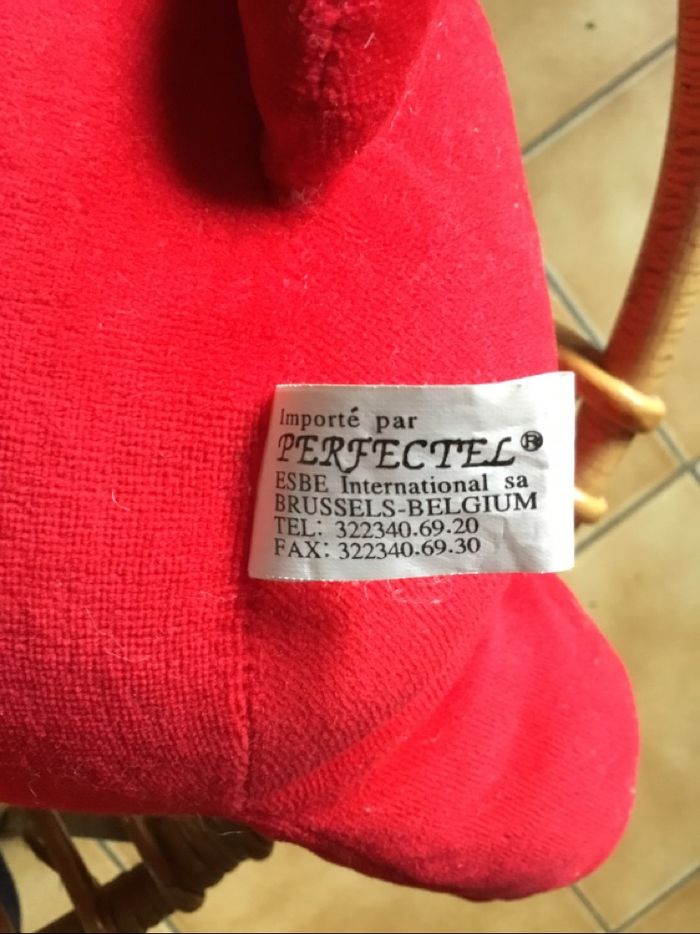 Importé par
PERFECTEL®
ESBE International sa
BRUSSELS-BELGIUM
TEL: 322340.69.20
FAX: 322340.69.30